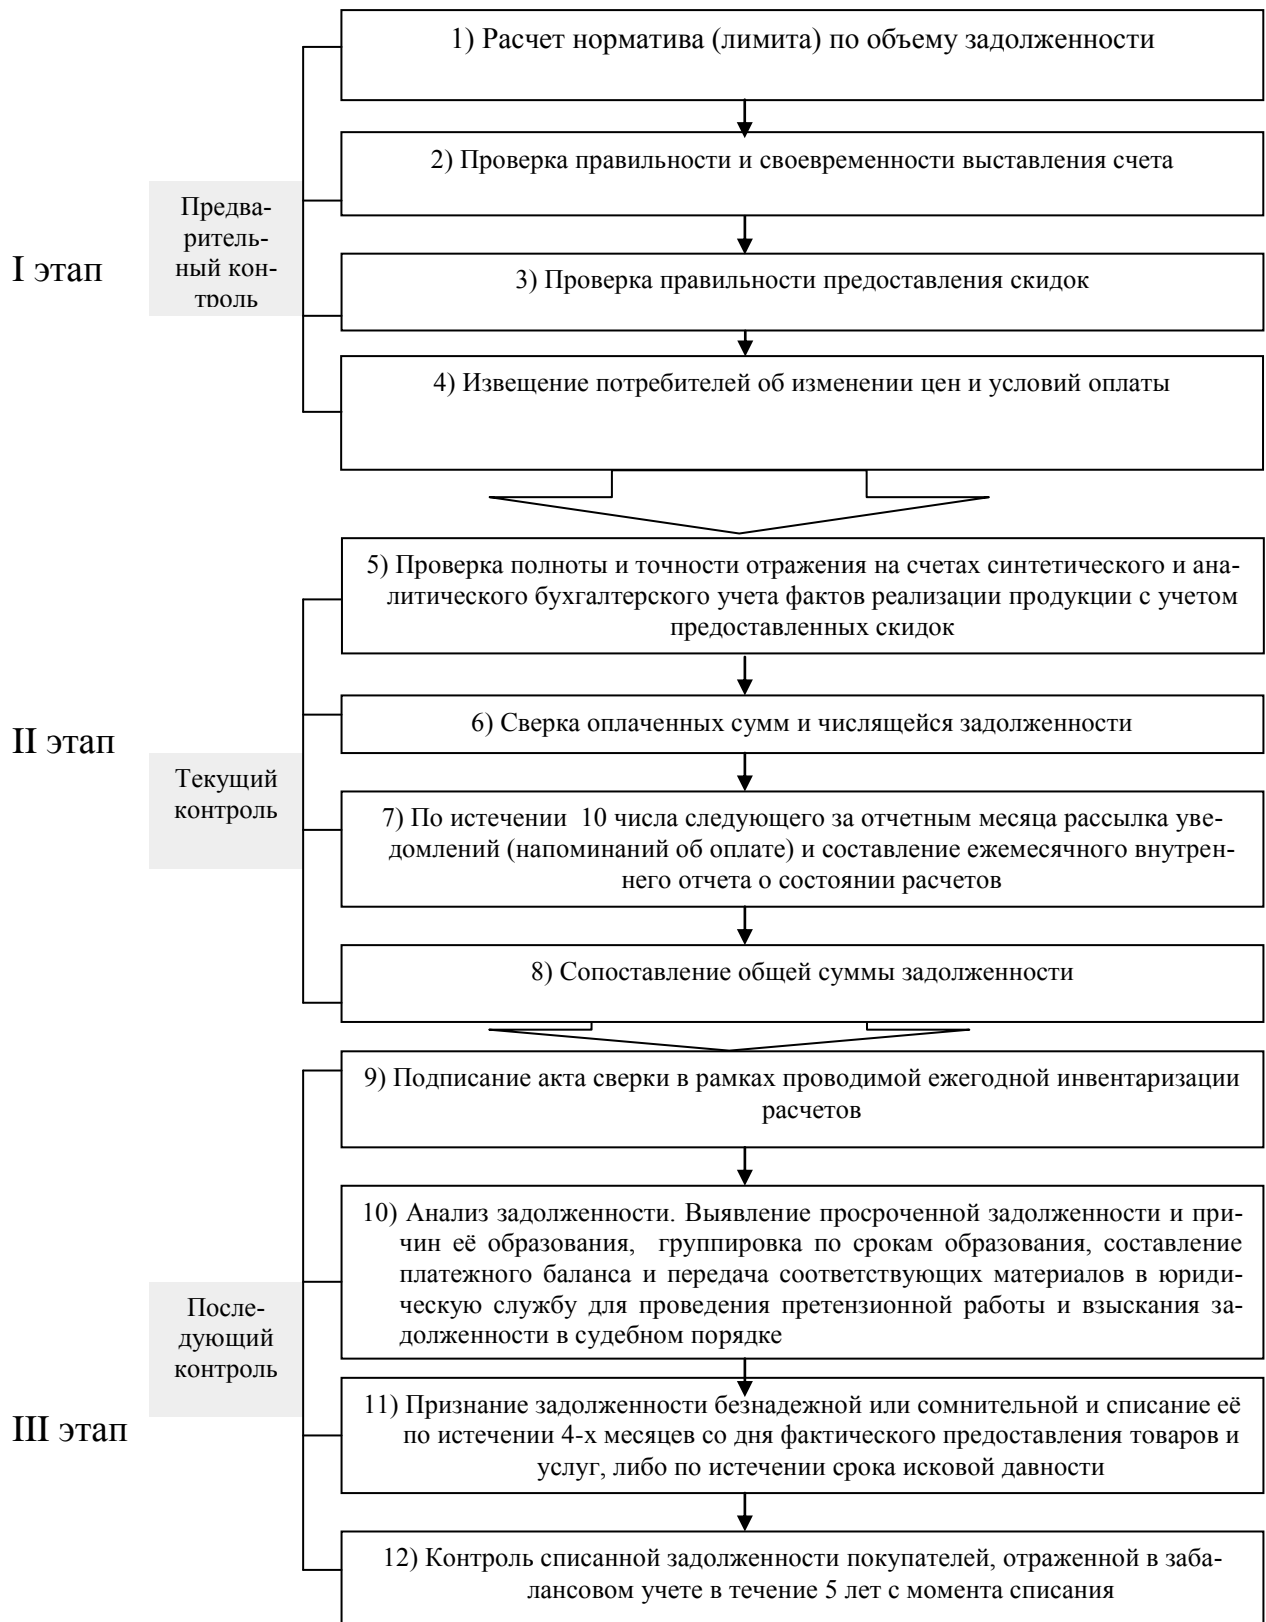 1) Расчет норматива (лимита) по объему задолженности
2) Проверка правильности и своевременности выставления счета
Предва-
ритель-
ный кон-
троль
I этап
3) Проверка правильности предоставления скидок
4) Извещение потребителей об изменении цен и условий оплаты
5) Проверка полноты и точности отражения на счетах синтетического и ана-
литического бухгалтерского учета фактов реализации продукции с учетом
предоставленных скидок
6) Сверка оплаченных сумм и числящейся задолженности
II этап
Текущий
контроль
7) По истечении 10 числа следующего за отчетным месяца рассылка уве-
домлений (напоминаний об оплате) и составление ежемесячного внутрен-
него отчета о состоянии расчетов
8) Сопоставление общей суммы задолженности
9) Подписание акта сверки в рамках проводимой ежегодной инвентаризации
расчетов
10) Анализ задолженности. Выявление просроченной задолженности и при-
чин её образования, группировка по срокам образования, составление
платежного баланса и передача соответствующих материалов в юриди-
ческую службу для проведения претензионной работы и взыскания за-
долженности в судебном порядке
После-
дующий
контроль
III этап
11) Признание задолженности безнадежной или сомнительной и списание её
по истечении 4-х месяцев со дня фактического предоставления товаров и
услуг, либо по истечении срока исковой давности
12) Контроль списанной задолженности покупателей, отраженной в заба-
лансовом учете в течение 5 лет с момента списания